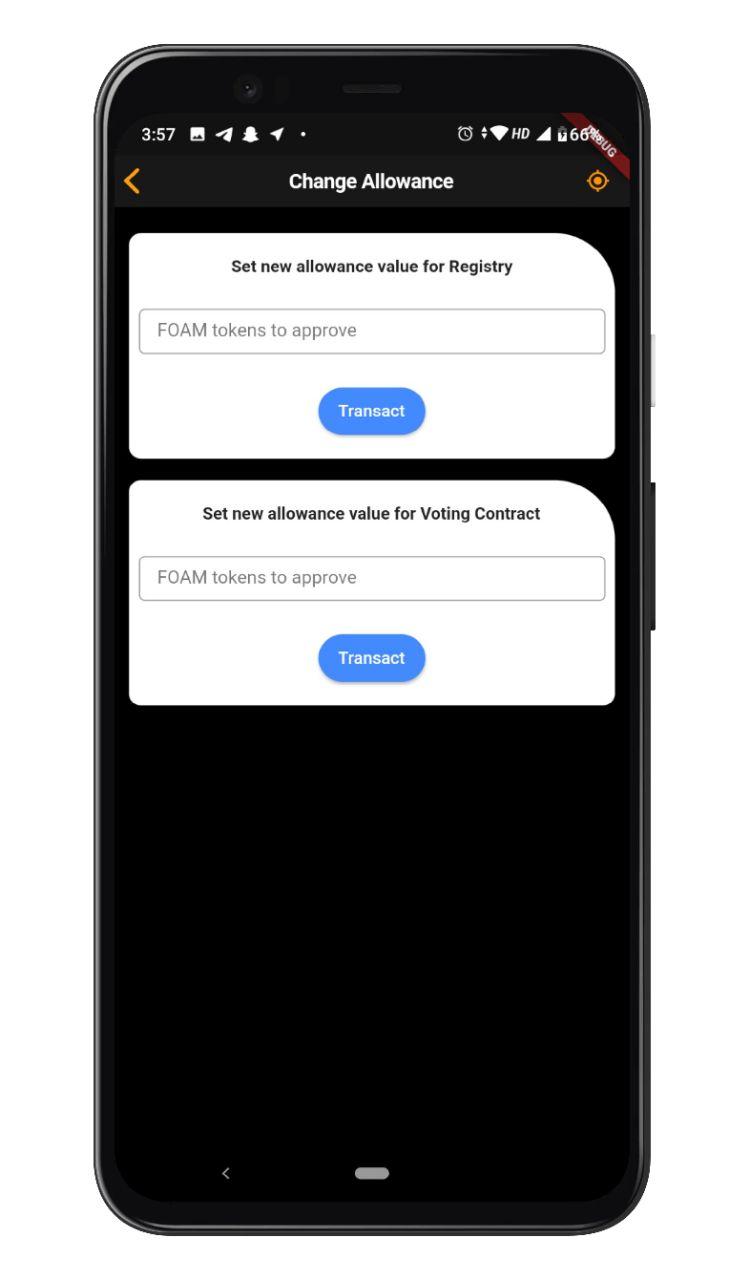 3:57
HD
66%
Change Allowance
Set new allowance value for Registry
FOAM tokens to approve
Transact
Set new allowance value for Voting Contract
FOAM tokens to approve
Transact